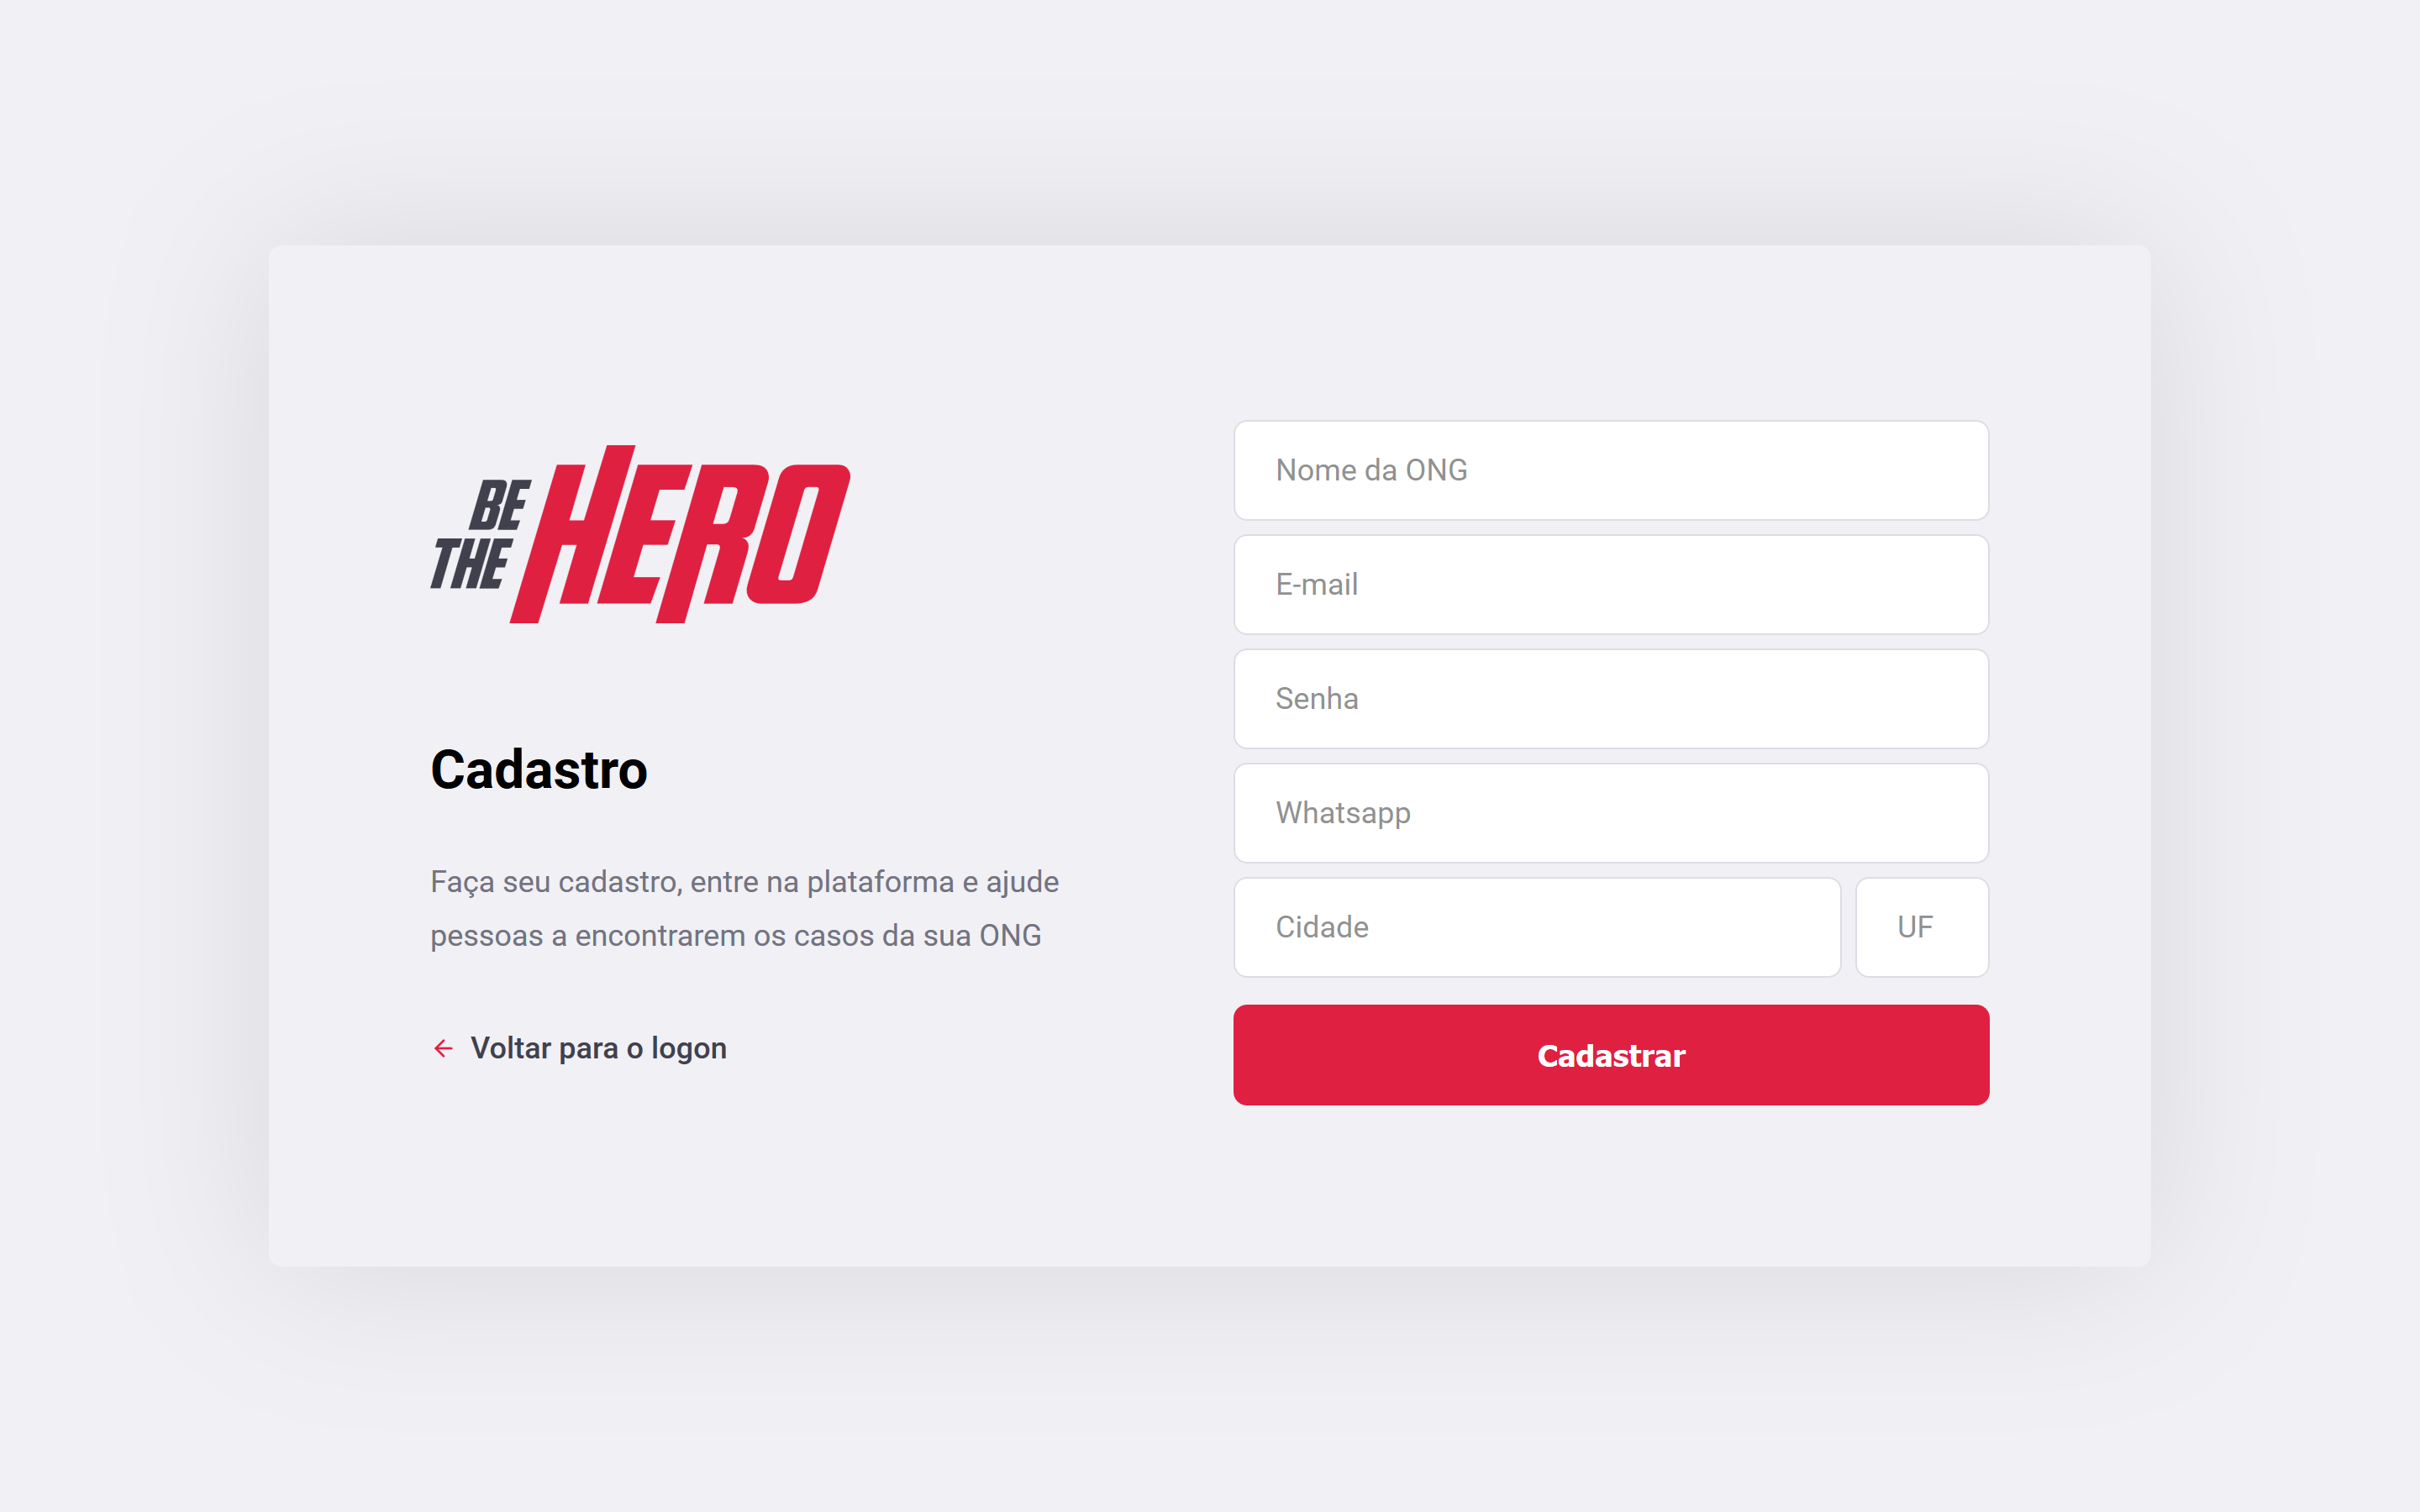 BE
THE
HERO
Cadastro
Faça seu cadastro, entre na plataforma e ajude
pessoas a encontrarem os casos da sua ONG
Voltar para o logon
Nome da ONG
E-mail
Senha
Whatsapp
Cidade
UF
Cadastrar